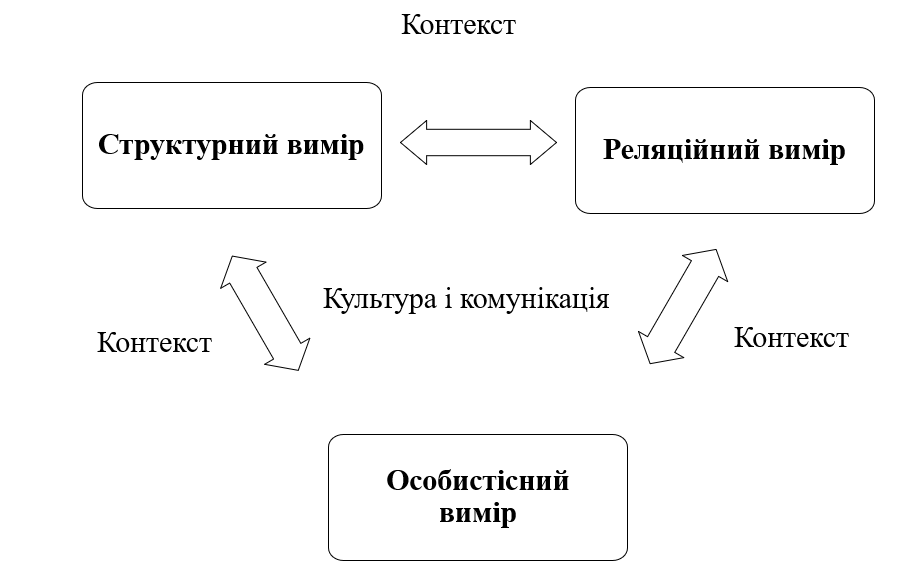 Контекст
Структурний вимір
Реляційний вимір
Культура і комунікація
Контекст
Контекст
Особистісний
вимір